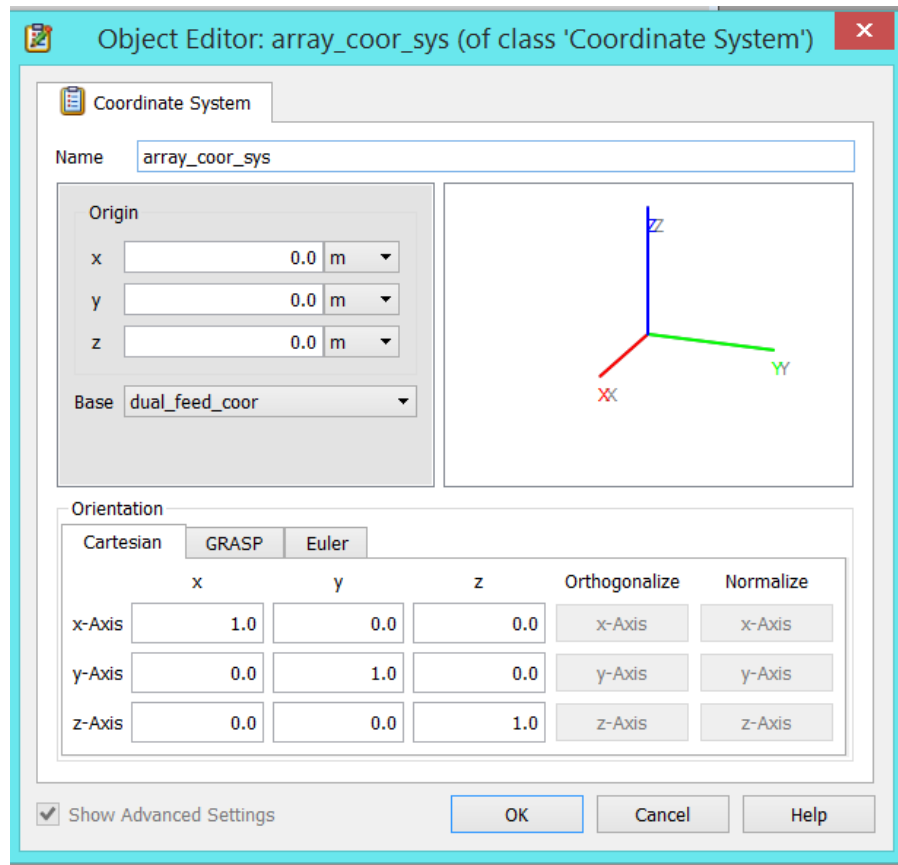 Object Editor: array_coor_sys (of class 'Coordinate System')
Coordinate System
Name array_coor_sys
Origin
x 0.0 m
y 0.0 m
z 0.0 m
Base dual_feed_coor
ZZ
YY
XX
Orientation
Cartesian GRASP Euler
x y z Orthogonalize Normalize
x-Axis 1.0 0.0 0.0 x-Axis x-Axis
y-Axis 0.0 1.0 0.0 y-Axis y-Axis
z-Axis 0.0 0.0 1.0 z-Axis z-Axis
Show Advanced Settings OK Cancel Help